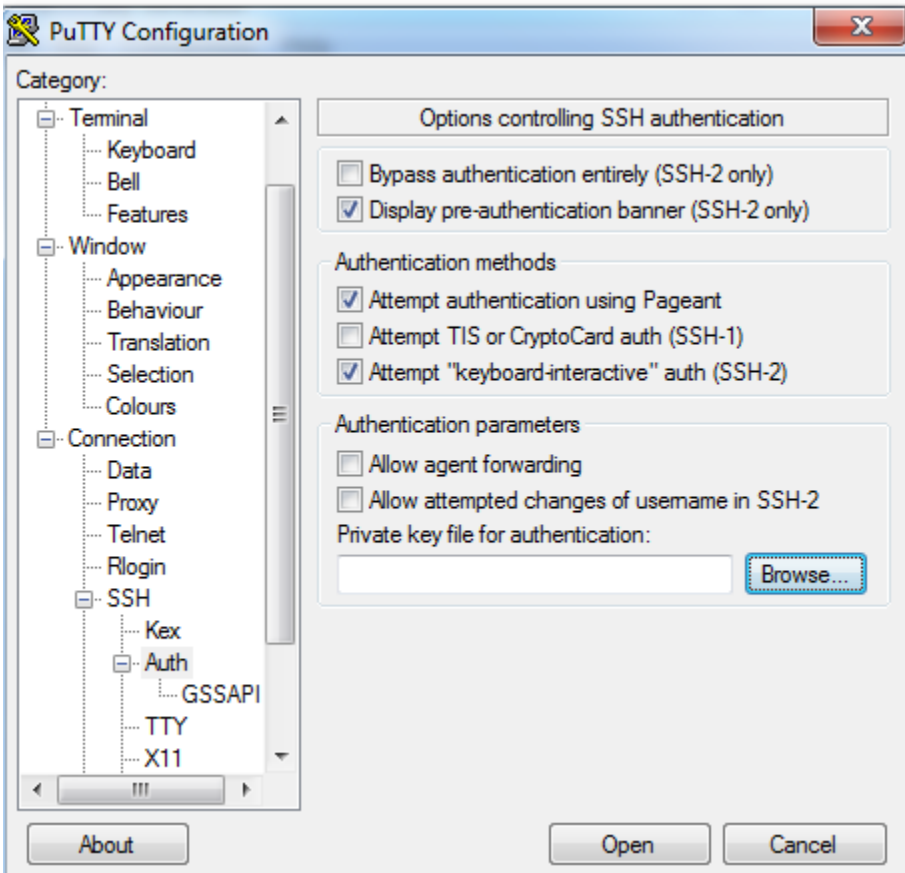 PuTTY Configuration
Category:
Terminal
Keyboard
Bell
Features
Window
Appearance
Behaviour
Translation
Selection
Colours
Connection
Data
Proxy
Telnet
Rlogin
SSH
Kex
Auth
GSSAPI
TTY
X11
Options controlling SSH authentication
Bypass authentication entirely (SSH-2 only)
Display pre-authentication banner (SSH-2 only)
Authentication methods
Attempt authentication using Pageant
Attempt TIS or CryptoCard auth (SSH-1)
Attempt "keyboard-interactive" auth (SSH-2)
Authentication parameters
Allow agent forwarding
Allow attempted changes of username in SSH-2
Private key file for authentication:
Browse...
About
Open
Cancel